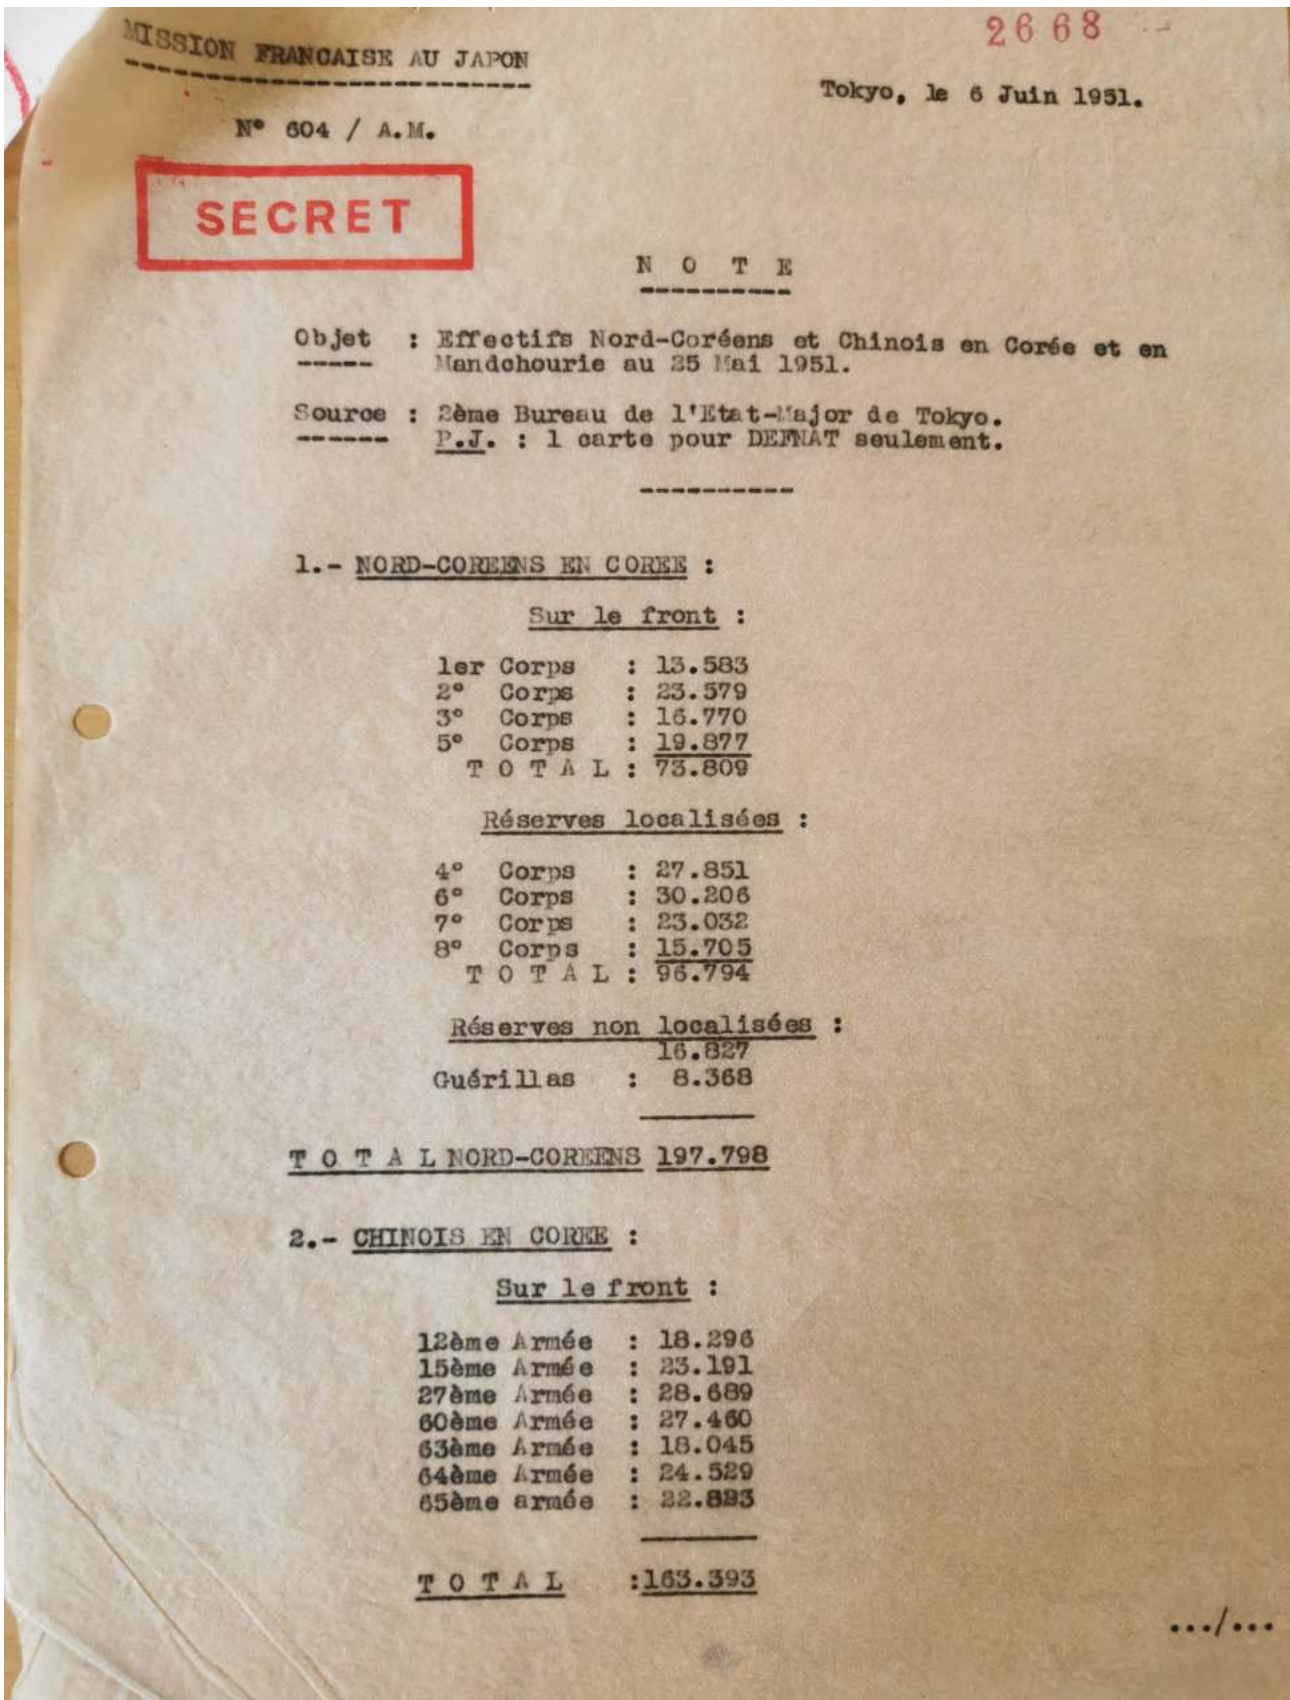 2668
MISSION FRANCAISE AU JAPON
Tokyo, le 6 Juin 1951.
N° 604 / A.M.
SECRET
N O T E
Objet : Effectifs Nord-Coréens et Chinois en Corée et en
Mandchourie au 25 Mai 1951.
Source : 2ème Bureau de l'Etat-Major de Tokyo.
P.J. : 1 carte pour DEFNAT seulement.
1.- NORD-COREENS EN COREE :
Sur le front :
1er Corps : 13.583
2° Corps : 23.579
3° Corps : 16.770
5° Corps : 19.877
T O T A L : 73.809
Réserves localisées :
4° Corps : 27.851
6° Corps : 30.206
7° Corps : 23.032
8° Corps : 15.705
T O T A L : 96.794
Réserves non localisées :
16.827
Guérillas : 8.368
T O T A L NORD-COREENS 197.798
2.- CHINOIS EN COREE :
Sur le front :
12ème Armée : 18.296
15ème Armée : 23.191
27ème Armée : 28.689
60ème Armée : 27.460
63ème Armée : 18.045
64ème Armée : 24.529
65ème armée :
T O T A L :163.393
.../...